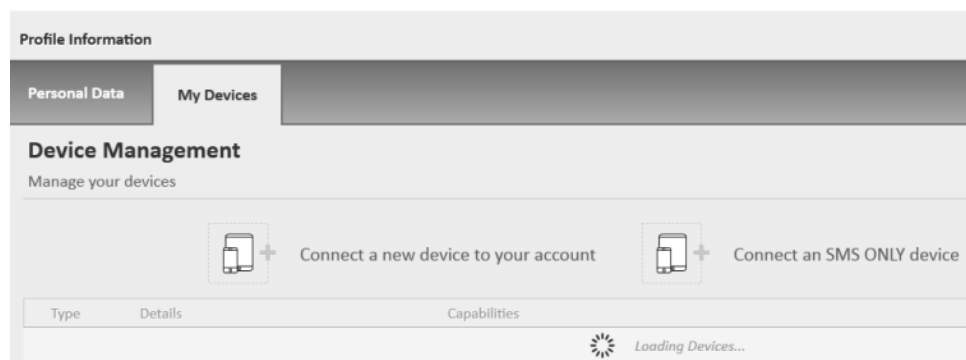 Profile Information
Personal Data My Devices
Device Management
Manage your devices
Connect a new device to your account Connect an SMS ONLY device
Type Details Capabilities
Loading Devices...